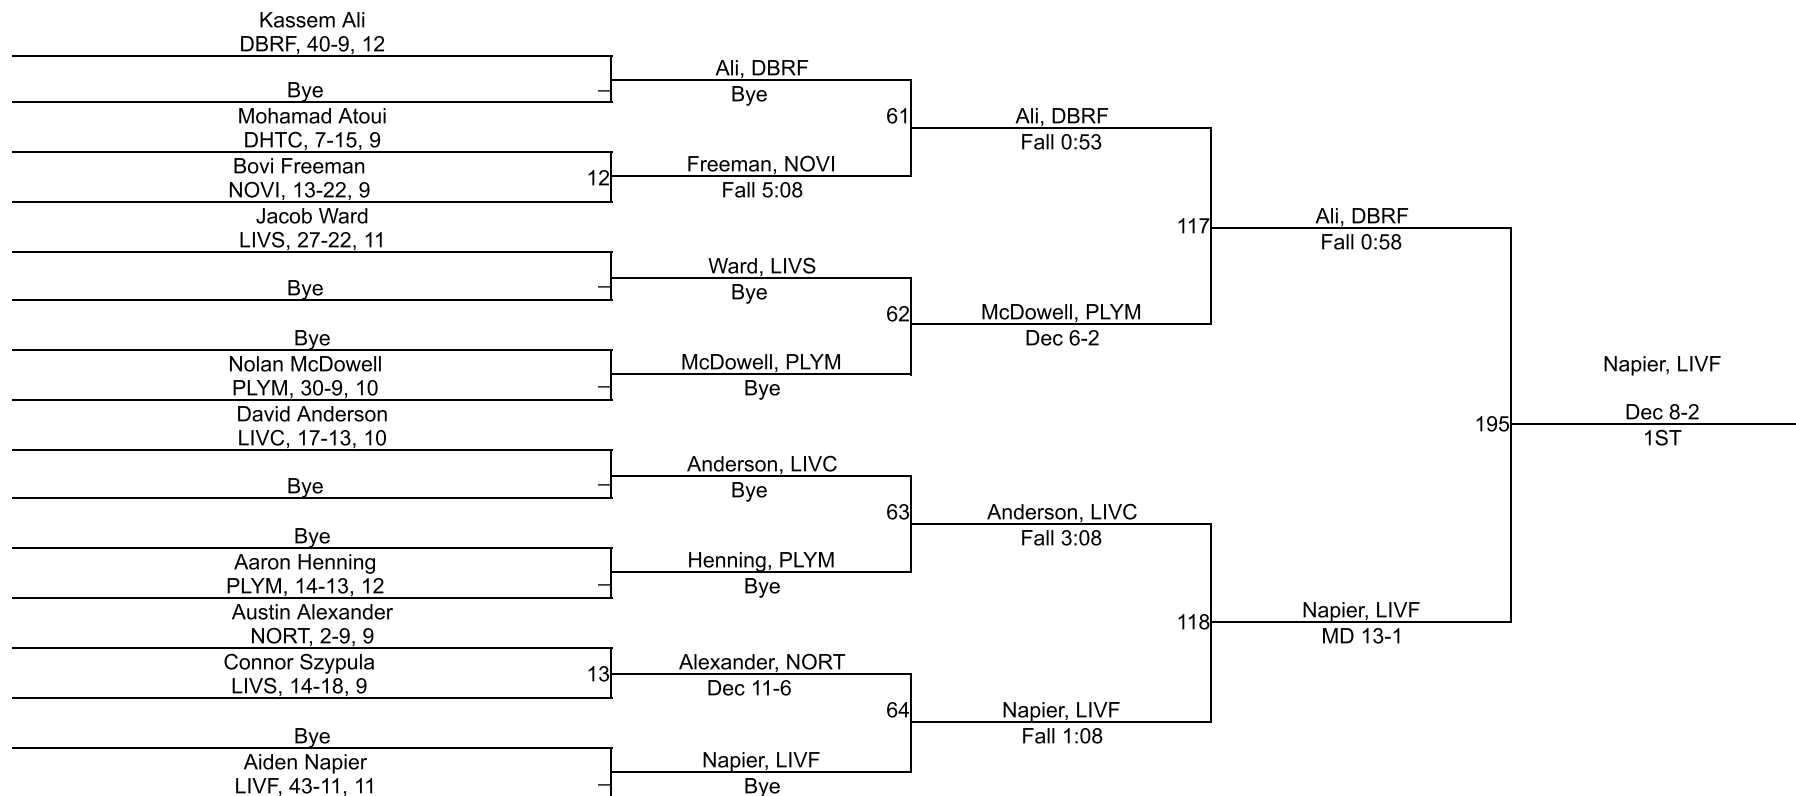 Kassem Ali
DBRF, 40-9, 12
Bye
Mohamad Atoui
DHTC, 7-15, 9
Bovi Freeman
NOVI, 13-22, 9
12
Jacob Ward
LIVS, 27-22, 11
Bye
Bye
Nolan McDowell
PLYM, 30-9, 10
David Anderson
LIVC, 17-13, 10
Bye
Bye
Aaron Henning
PLYM, 14-13, 12
Austin Alexander
NORT, 2-9, 9
Connor Szypula
LIVS, 14-18, 9
13
Bye
Aiden Napier
LIVF, 43-11, 11
Ali, DBRF
Bye
61
Freeman, NOVI
Fall 5:08
Ward, LIVS
Bye
62
McDowell, PLYM
Bye
Anderson, LIVC
Bye
63
Henning, PLYM
Bye
Alexander, NORT
Dec 11-6
64
Napier, LIVF
Bye
Ali, DBRF
Fall 0:53
117
McDowell, PLYM
Dec 6-2
Anderson, LIVC
Fall 3:08
118
Napier, LIVF
Fall 1:08
Ali, DBRF
Fall 0:58
195
Napier, LIVF
MD 13-1
Napier, LIVF
Dec 8-2
1ST